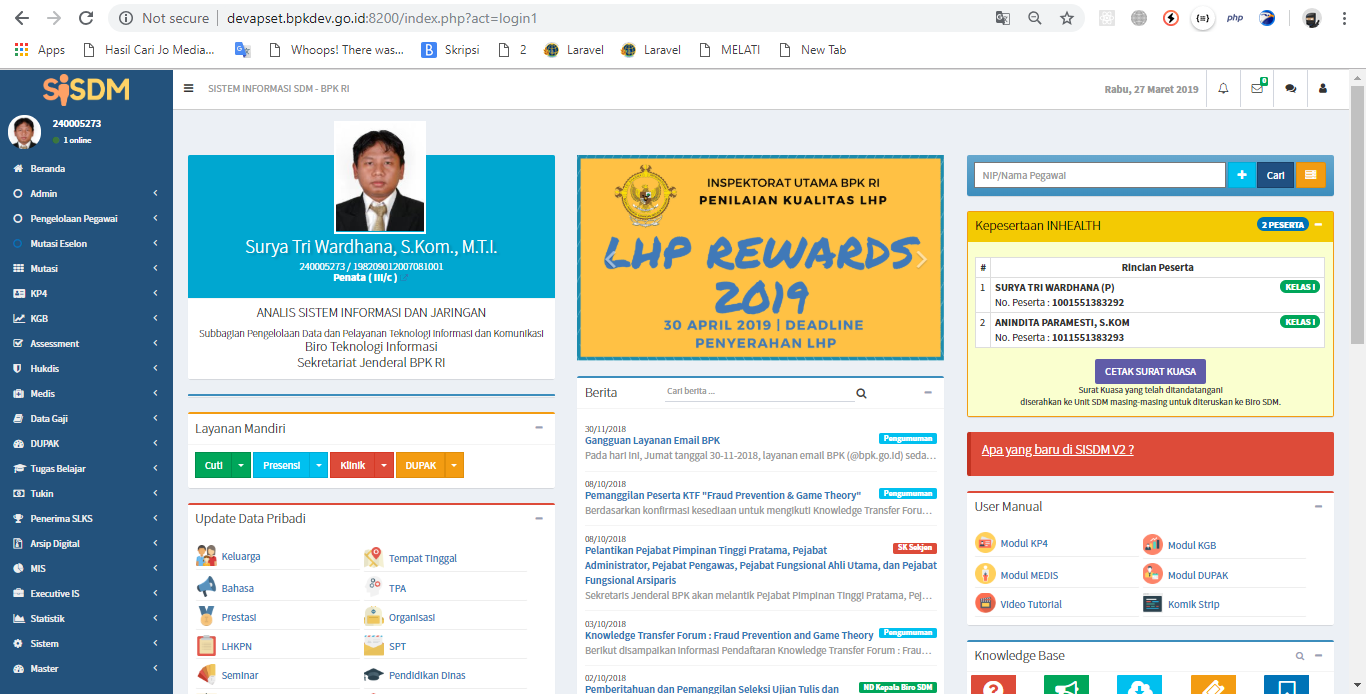 Not secure | devapset.bpkdev.go.id:8200/index.php?act=login1
php
Apps
Hasil Cari Jo Media...
Whoops! There was...
B Skripsi
2
Laravel
Laravel
MELATI
New Tab
SiSDM
240005273
1 online
Beranda
Admin
Pengelolaan Pegawai
Mutasi Eselon
Mutasi
KP4
KGB
Assessment
Hukdis
Medis
Data Gaji
DUPAK
Tugas Belajar
Tukin
Penerima SLKS
Arsip Digital
MIS
Executive IS
Statistik
Sistem
Master
SISTEM INFORMASI SDM - BPK RI
Rabu, 27 Maret 2019
0
Surya Tri Wardhana, S.Kom., M.T.I.
240005273 / 198209012007081001
Penata ( III/c )
ANALIS SISTEM INFORMASI DAN JARINGAN
Subbagian Pengelolaan Data dan Pelayanan Teknologi Informasi dan Komunikasi
Biro Teknologi Informasi
Sekretariat Jenderal BPK RI
Layanan Mandiri
Cuti
Presensi
Klinik
DUPAK
Update Data Pribadi
Keluarga
Tempat Tinggal
Bahasa
TPA
Prestasi
Organisasi
LHKPN
SPT
Seminar
Pendidikan Dinas
INSPEKTORAT UTAMA BPK RI
PENILAIAN KUALITAS LHP
LHP REWARDS
2019
30 APRIL 2019 | DEADLINE
PENYERAHAN LHP
Berita
Cari berita ...
30/11/2018
Gangguan Layanan Email BPK
Pengumuman
Pada hari ini, Jumat tanggal 30-11-2018, layanan email BPK (@bpk.go.id) seda...
08/10/2018
Pemanggilan Peserta KTF "Fraud Prevention & Game Theory"
Pengumuman
Berdasarkan konfirmasi kesediaan untuk mengikuti Knowledge Transfer Foru...
08/10/2018
Pelantikan Pejabat Pimpinan Tinggi Pratama, Pejabat
SK Sekjen
Administrator, Pejabat Pengawas, Pejabat Fungsional Ahli Utama, dan Pejabat
Fungsional Arsiparis
Sekretaris Jenderal BPK akan melantik Pejabat Pimpinan Tinggi Pratama, Pej...
03/10/2018
Knowledge Transfer Forum : Fraud Prevention and Game Theory
Pengumuman
Berikut disampaikan Informasi Pendaftaran Knowledge Transfer Forum : Frau...
02/10/2018
Pemberitahuan dan Pemanggilan Seleksi Ujian Tulis dan
ND Kepala Biro SDM
NIP/Nama Pegawai
Cari
Kepesertaan INHEALTH
2 PESERTA
# Rincian Peserta
1 SURYA TRI WARDHANA (P)
KELAS I
No. Peserta : 1001551383292
2 ANINDITA PARAMESTI, S.KOM
KELAS I
No. Peserta : 1011551383293
CETAK SURAT KUASA
Surat Kuasa yang telah ditandatangani
diserahkan ke Unit SDM masing-masing untuk diteruskan ke Biro SDM.
Apa yang baru di SISDM V2 ?
User Manual
Modul KP4
Modul KGB
Modul MEDIS
Modul DUPAK
Video Tutorial
Komik Strip
Knowledge Base